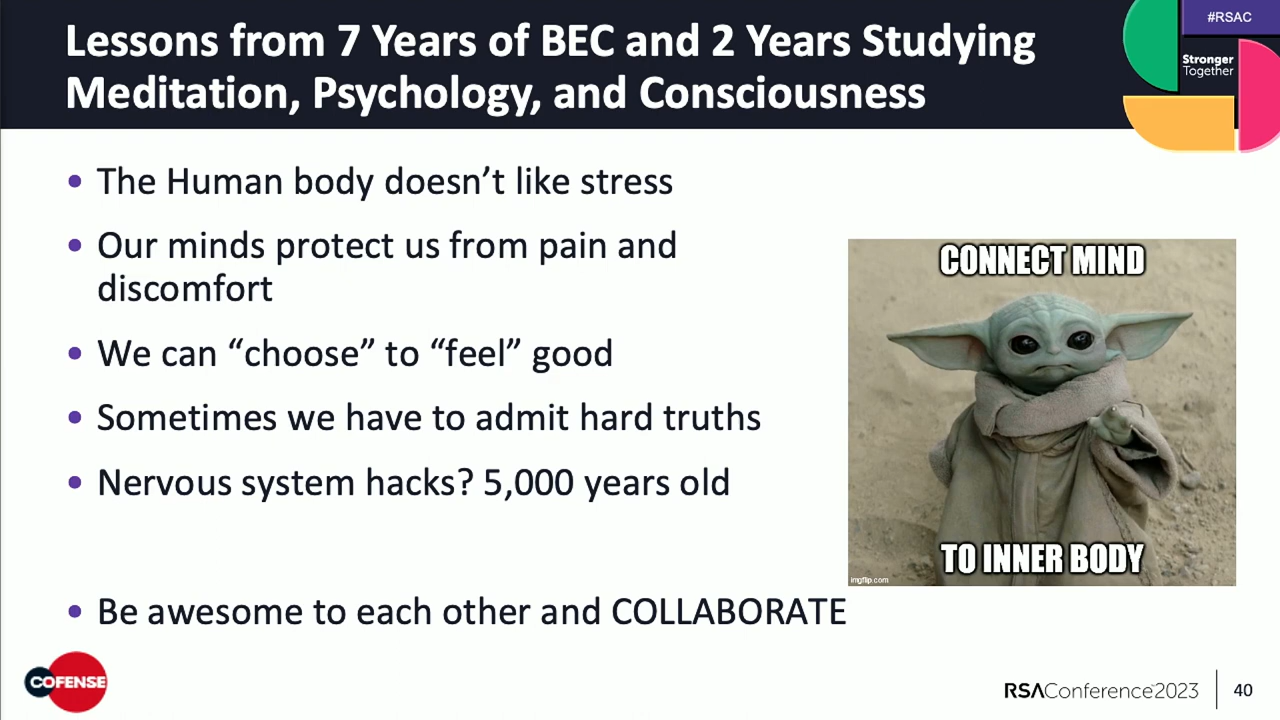 Lessons from 7 Years of BEC and 2 Years Studying
Meditation, Psychology, and Consciousness
#RSAC
Stronger
Together
• The Human body doesn’t like stress
• Our minds protect us from pain and
discomfort
• We can “choose” to “feel” good
• Sometimes we have to admit hard truths
• Nervous system hacks? 5,000 years old
• Be awesome to each other and COLLABORATE
CONNECT MIND
TO INNER BODY
imgflip.com
COFENSE
RSAConference™2023
40